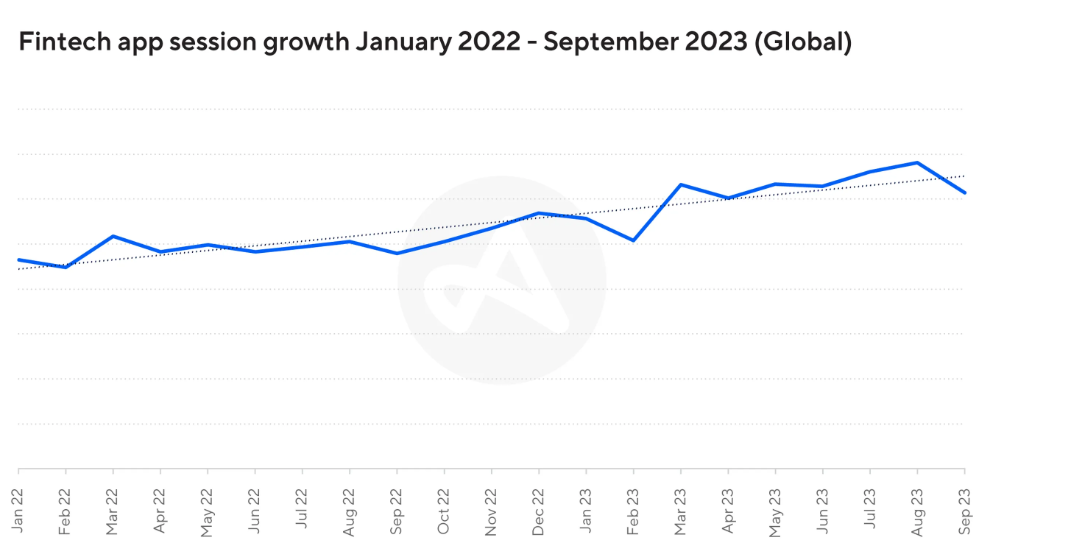 Fintech app session growth January 2022 - September 2023 (Global)
Jan 22
Feb 22
Mar 22
Apr 22
May 22
Jun 22
Jul 22
Aug 22
Sep 22
Oct 22
Nov 22
Dec 22
Jan 23
Feb 23
Mar 23
Apr 23
May 23
Jun 23
Jul 23
Aug 23
Sep 23